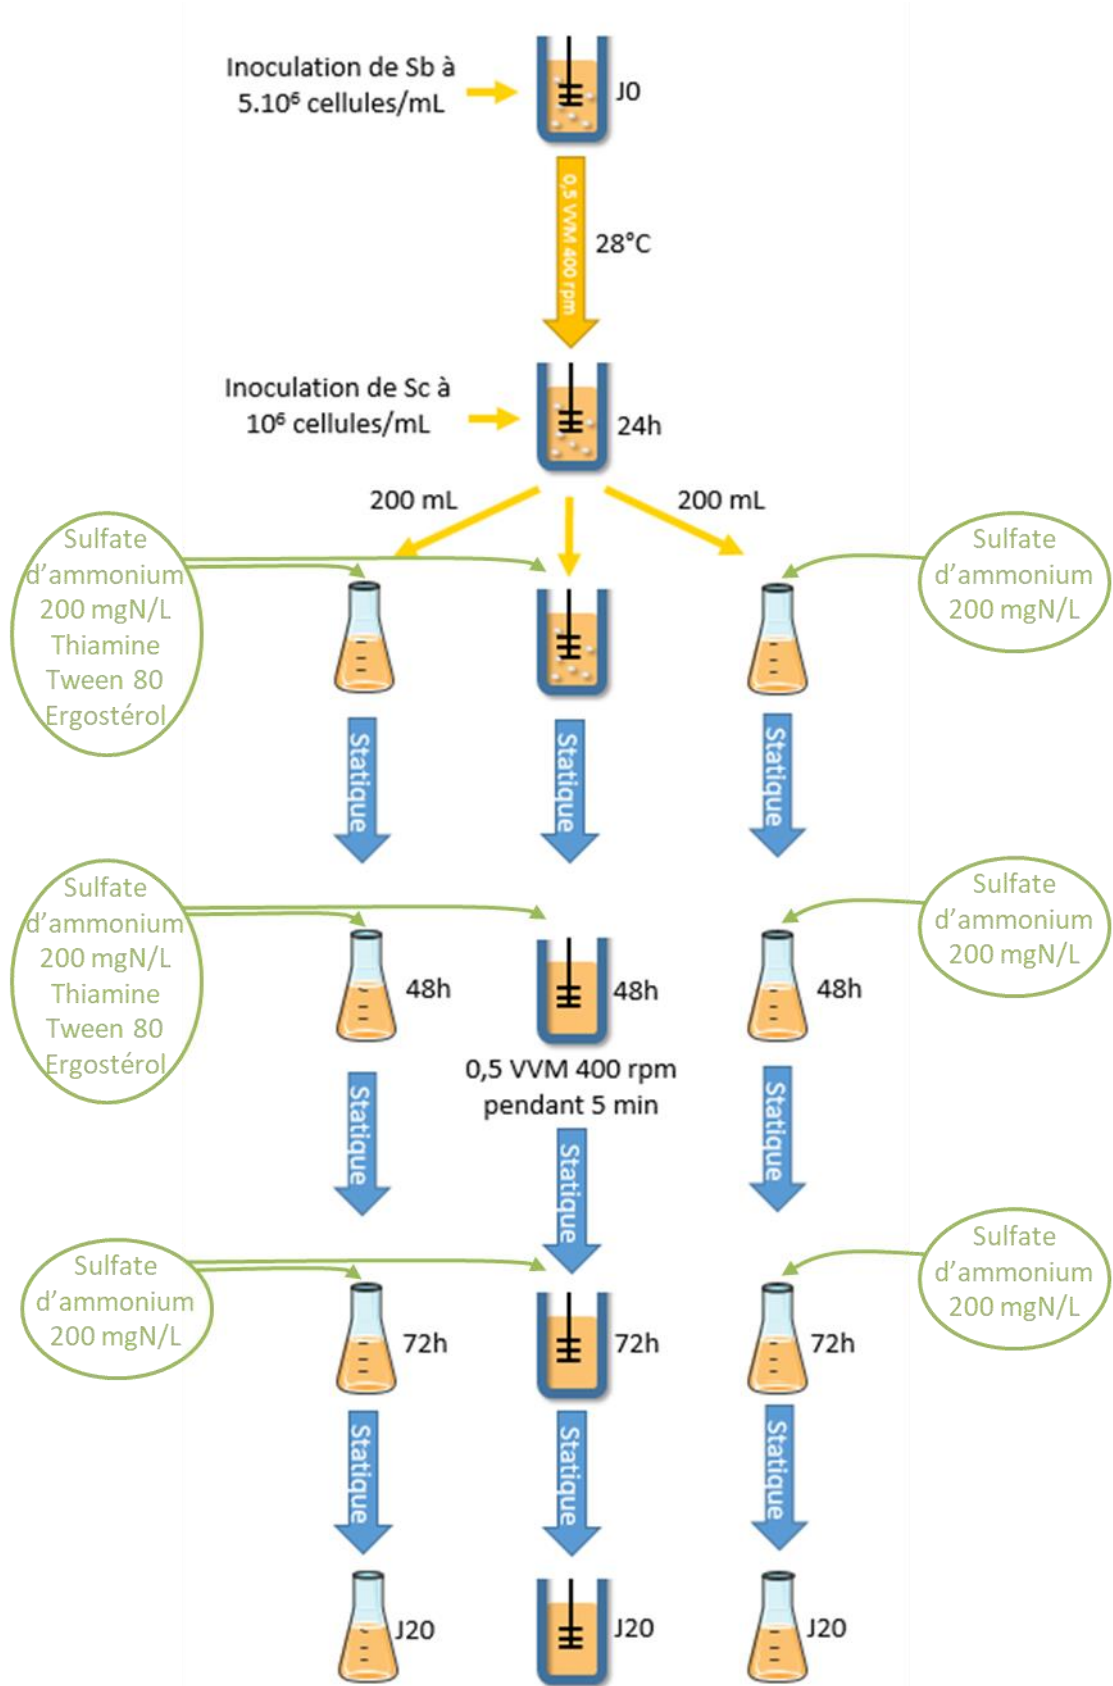 Inoculation de Sb à
5.10⁶ cellules/mL
J0
0,5 VVM 400 rpm
28°C
Inoculation de Sc à
10⁶ cellules/mL
24h
200 mL
200 mL
Sulfate
d'ammonium
200 mgN/L
Thiamine
Tween 80
Ergostérol
Sulfate
d'ammonium
200 mgN/L
Statique
Statique
Statique
Sulfate
d'ammonium
200 mgN/L
Thiamine
Tween 80
Ergostérol
48h
48h
48h
Sulfate
d'ammonium
200 mgN/L
0,5 VVM 400 rpm
pendant 5 min
Statique
Statique
Statique
Sulfate
d'ammonium
200 mgN/L
72h
72h
72h
Sulfate
d'ammonium
200 mgN/L
Statique
Statique
Statique
J20
J20
J20